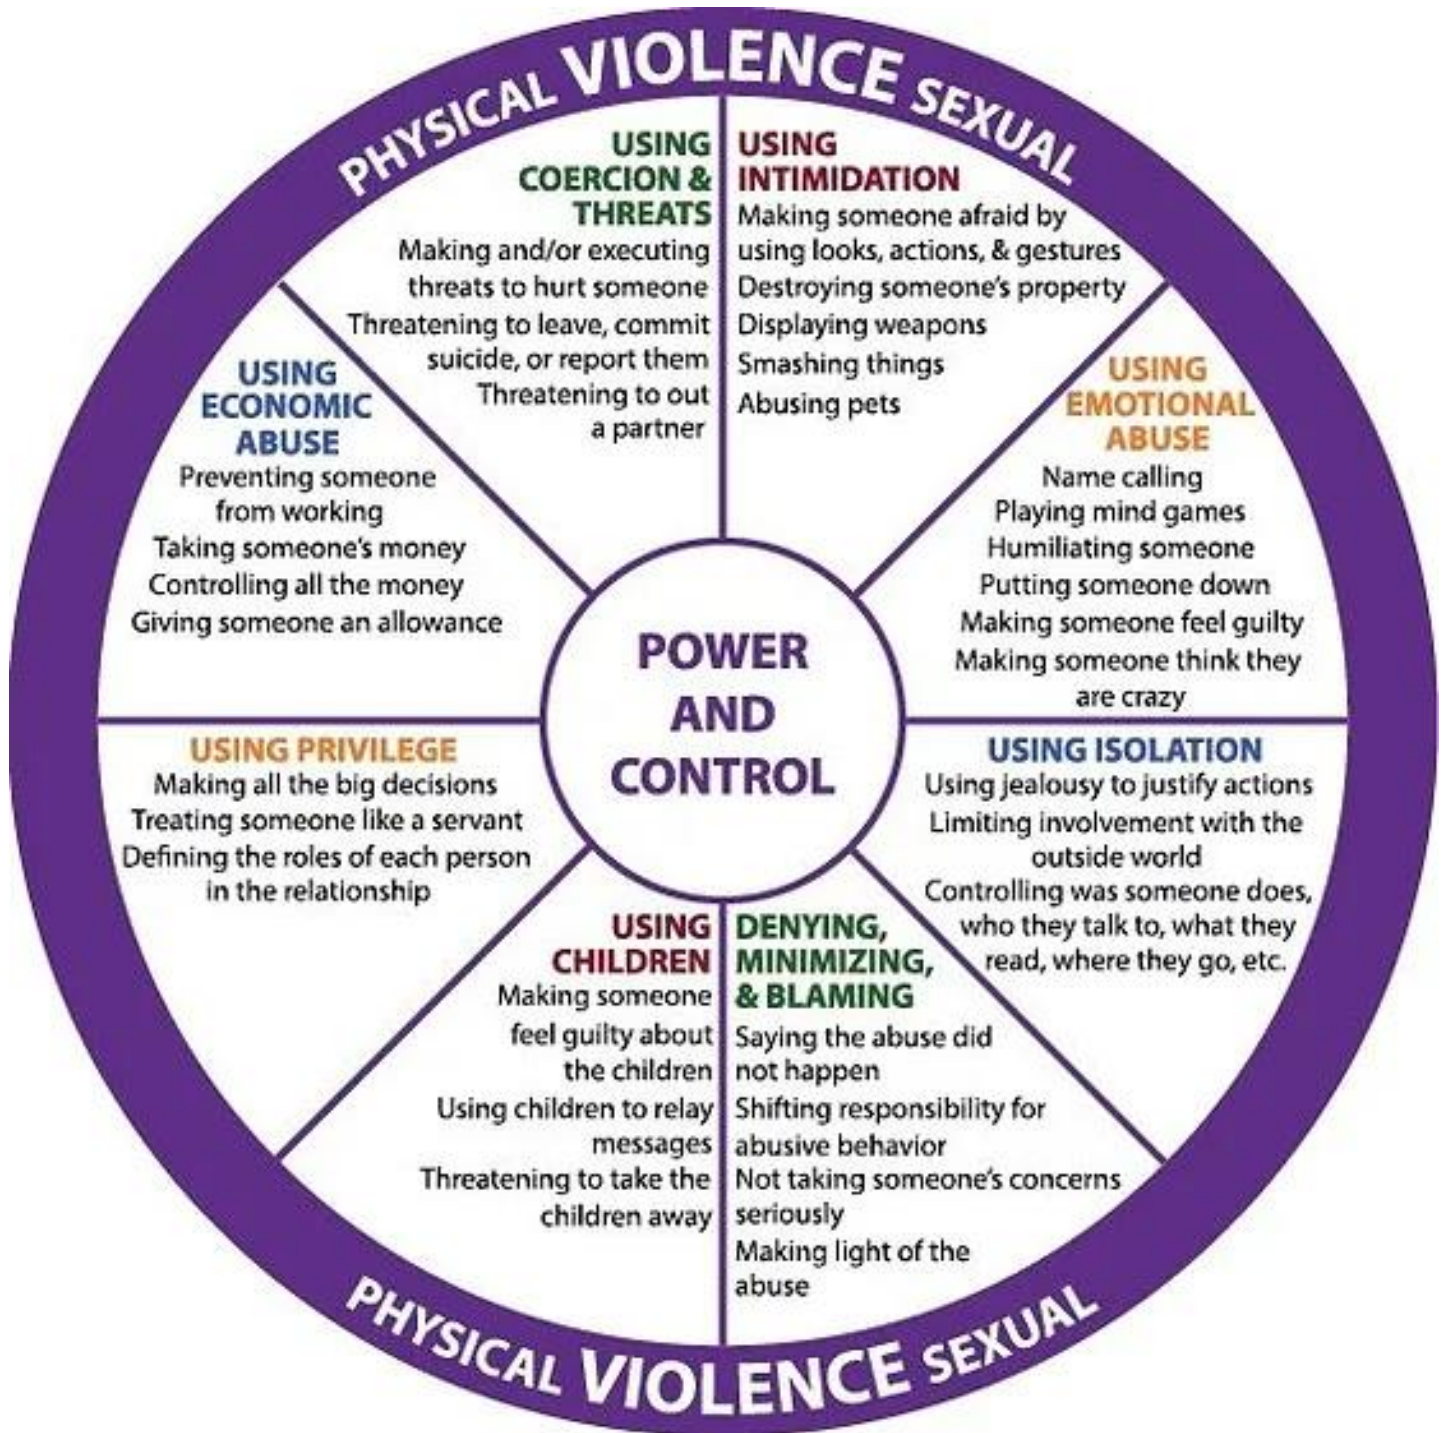 PHYSICAL VIOLENCE SEXUAL
USING
COERCION &
THREATS
Making and/or executing
threats to hurt someone
Threatening to leave, commit
suicide, or report them
Threatening to out
a partner
USING
INTIMIDATION
Making someone afraid by
using looks, actions, & gestures
Destroying someone's property
Displaying weapons
Smashing things
Abusing pets
USING
ECONOMIC
ABUSE
Preventing someone
from working
Taking someone's money
Controlling all the money
Giving someone an allowance
USING
EMOTIONAL
ABUSE
Name calling
Playing mind games
Humiliating someone
Putting someone down
Making someone feel guilty
Making someone think they
are crazy
POWER
AND
CONTROL
USING PRIVILEGE
Making all the big decisions
Treating someone like a servant
Defining the roles of each person
in the relationship
USING ISOLATION
Using jealousy to justify actions
Limiting involvement with the
outside world
Controlling was someone does,
who they talk to, what they
read, where they go, etc.
USING
CHILDREN
Making someone
feel guilty about
the children
Using children to relay
messages
Threatening to take the
children away
DENYING,
MINIMIZING,
& BLAMING
Saying the abuse did
not happen
Shifting responsibility for
abusive behavior
Not taking someone's concerns
seriously
Making light of the
abuse
PHYSICAL VIOLENCE SEXUAL